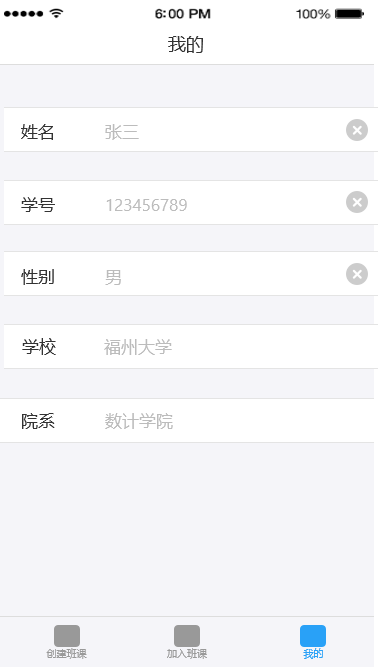 6:00 PM 100%
我的
姓名 张三
学号 123456789
性别 男
学校 福州大学
院系 数计学院
创建班课 加入班课 我的